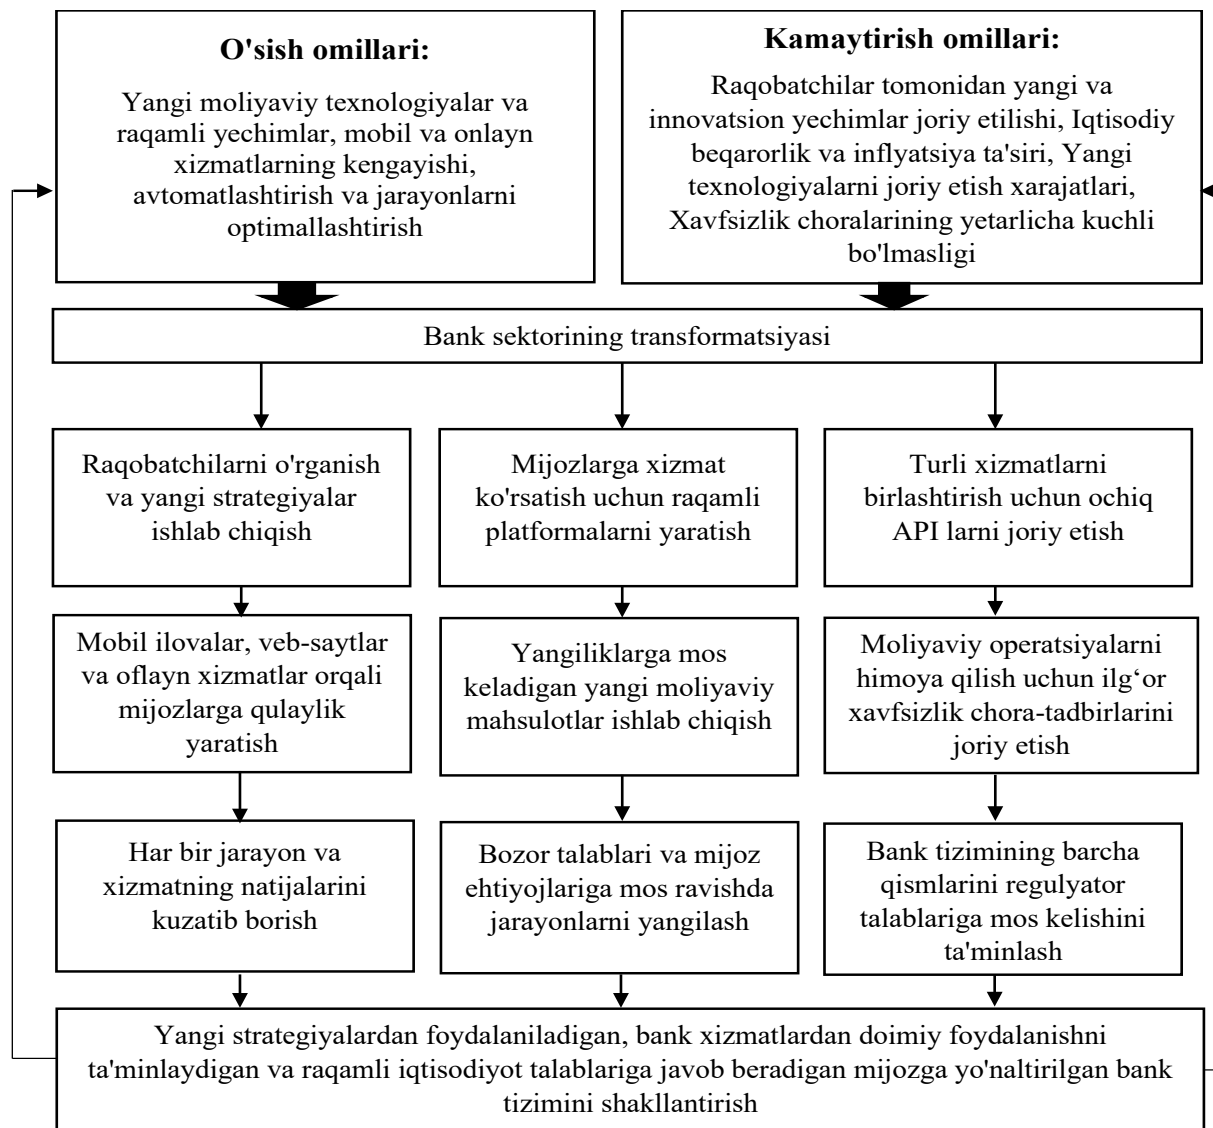 O'sish omillari:
Yangi moliyaviy texnologiyalar va
raqamli yechimlar, mobil va onlayn
xizmatlarning kengayishi,
avtomatlashtirish va jarayonlarni
optimallashtirish
Kamaytirish omillari:
Raqobatchilar tomonidan yangi va
innovatsion yechimlar joriy etilishi, Iqtisodiy
beqarorlik va inflyatsiya ta'siri, Yangi
texnologiyalarni joriy etish xarajatlari,
Xavfsizlik choralarining yetarlicha kuchli
bo'lmasligi
Bank sektorining transformatsiyasi
Raqobatchilarni o'rganish
va yangi strategiyalar
ishlab chiqish
Mijozlarga xizmat
ko'rsatish uchun raqamli
platformalarni yaratish
Turli xizmatlarni
birlashtirish uchun ochiq
API larni joriy etish
Mobil ilovalar, veb-saytlar
va oflayn xizmatlar orqali
mijozlarga qulaylik
yaratish
Yangiliklarga mos
keladigan yangi moliyaviy
mahsulotlar ishlab chiqish
Moliyaviy operatsiyalarni
himoya qilish uchun ilg‘or
xavfsizlik chora-tadbirlarini
joriy etish
Har bir jarayon va
xizmatning natijalarini
kuzatib borish
Bozor talablari va mijoz
ehtiyojlariga mos ravishda
jarayonlarni yangilash
Bank tizimining barcha
qismlarini regulyator
talablariga mos kelishini
ta'minlash
Yangi strategiyalardan foydalaniladigan, bank xizmatlardan doimiy foydalanishni
ta'minlaydigan va raqamli iqtisodiyot talablariga javob beradigan mijozga yo'naltirilgan bank
tizimini shakllantirish